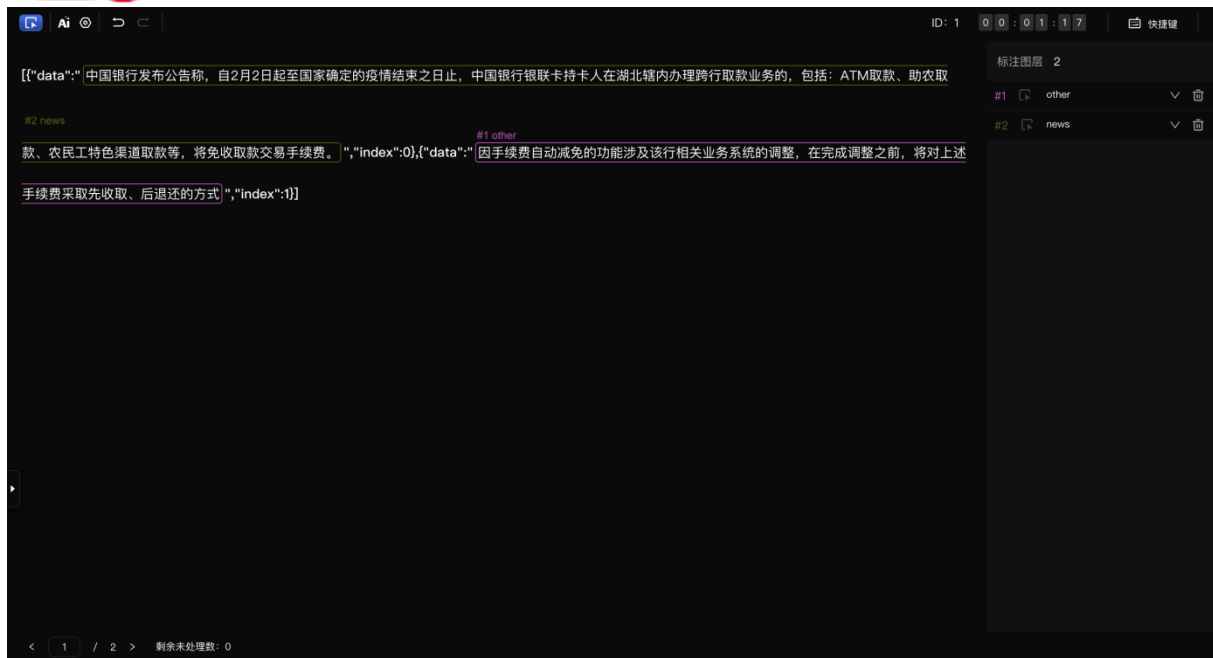 Ai ID: 1 00:01:17 快捷键
标注图层 2
#1 other
#2 news
[{"data":" 中国银行发布公告称，自2月2日起至国家确定的疫情结束之日止，中国银行银联卡持卡人在湖北辖内办理跨行取款业务的，包括：ATM取款、助农取
#2 news
#1 other
款、农民工特色渠道取款等，将免收取款交易手续费。 ","index":0},{"data":" 因手续费自动减免的功能涉及该行相关业务系统的调整，在完成调整之前，将对上述
手续费采取先收取、后退还的方式 ","index":1}]
< 1 / 2 > 剩余未处理数：0